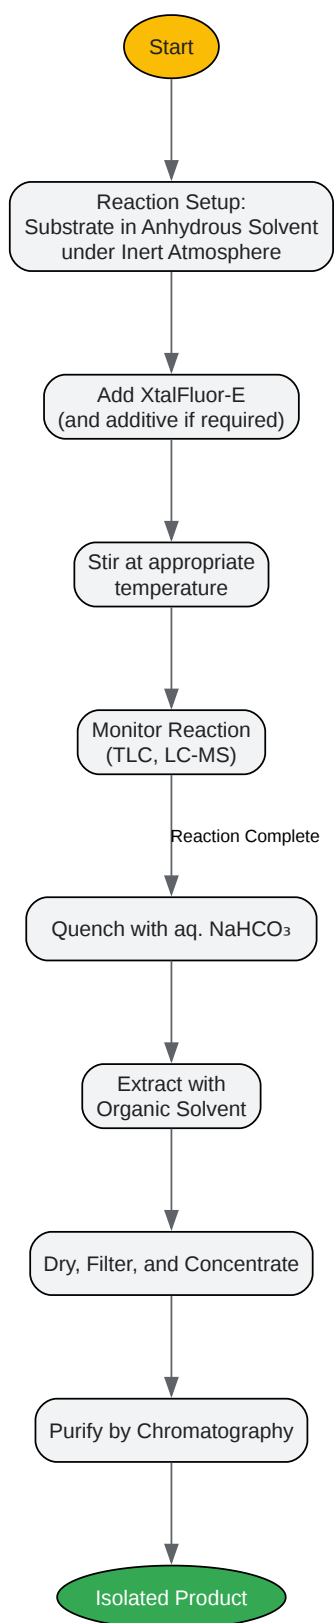 Start
Reaction Setup:
Substrate in Anhydrous Solvent
under Inert Atmosphere
Add XtalFluor-E
(and additive if required)
Stir at appropriate
temperature
Monitor Reaction
(TLC, LC-MS)
Reaction Complete
Quench with aq. NaHCO₃
Extract with
Organic Solvent
Dry, Filter, and Concentrate
Purify by Chromatography
Isolated Product